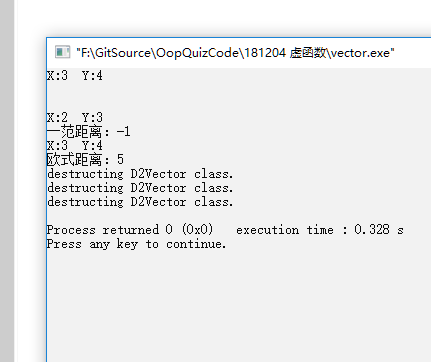 "F:\GitSource\OopQuizCode\181204 虚函数\vector.exe"
X:3  Y:4
X:2  Y:3
一范距离：-1
X:3  Y:4
欧式距离：5
destructing D2Vector class.
destructing D2Vector class.
destructing D2Vector class.
Process returned 0 (0x0)   execution time : 0.328 s
Press any key to continue.